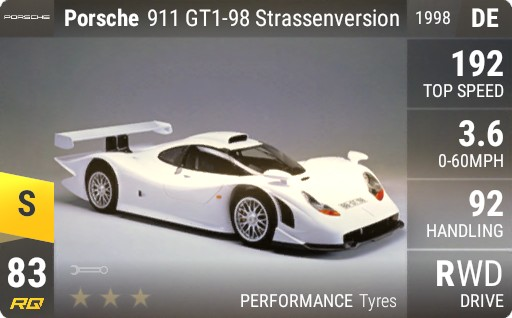 PORSCHE Porsche 911 GT1-98 Strassenversion 1998 DE
192
TOP SPEED
3.6
0-60MPH
S
92
HANDLING
83
RQ
RWD
DRIVE
PERFORMANCE Tyres